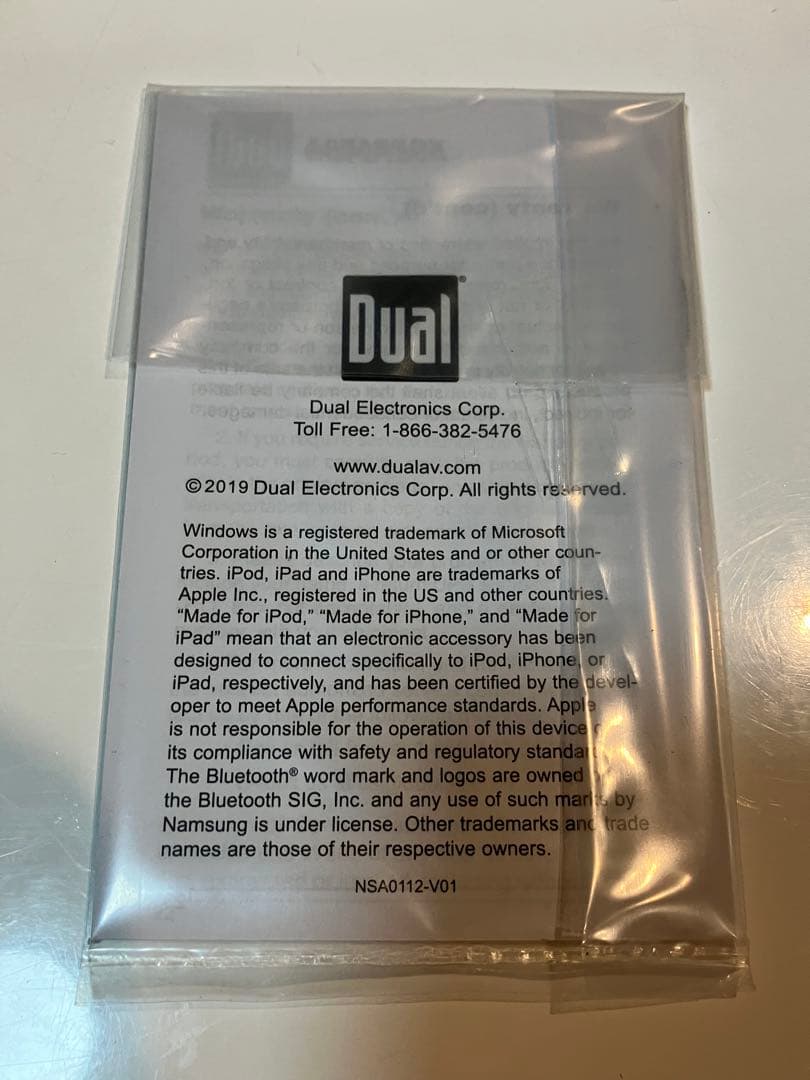 Dual®
Dual Electronics Corp.
Toll Free: 1-866-382-5476
www.dualav.com
©2019 Dual Electronics Corp. All rights reserved.
Windows is a registered trademark of Microsoft
Corporation in the United States and or other coun-
tries. iPod, iPad and iPhone are trademarks of
Apple Inc., registered in the US and other countries.
“Made for iPod,” “Made for iPhone,” and “Made for
iPad” mean that an electronic accessory has been
designed to connect specifically to iPod, iPhone, or
iPad, respectively, and has been certified by the devel-
oper to meet Apple performance standards. Apple
is not responsible for the operation of this device
its compliance with safety and regulatory standar
The Bluetooth® word mark and logos are owned
the Bluetooth SIG, Inc. and any use of such marks by
Namsung is under license. Other trademarks and trade
names are those of their respective owners.
NSA0112-V01